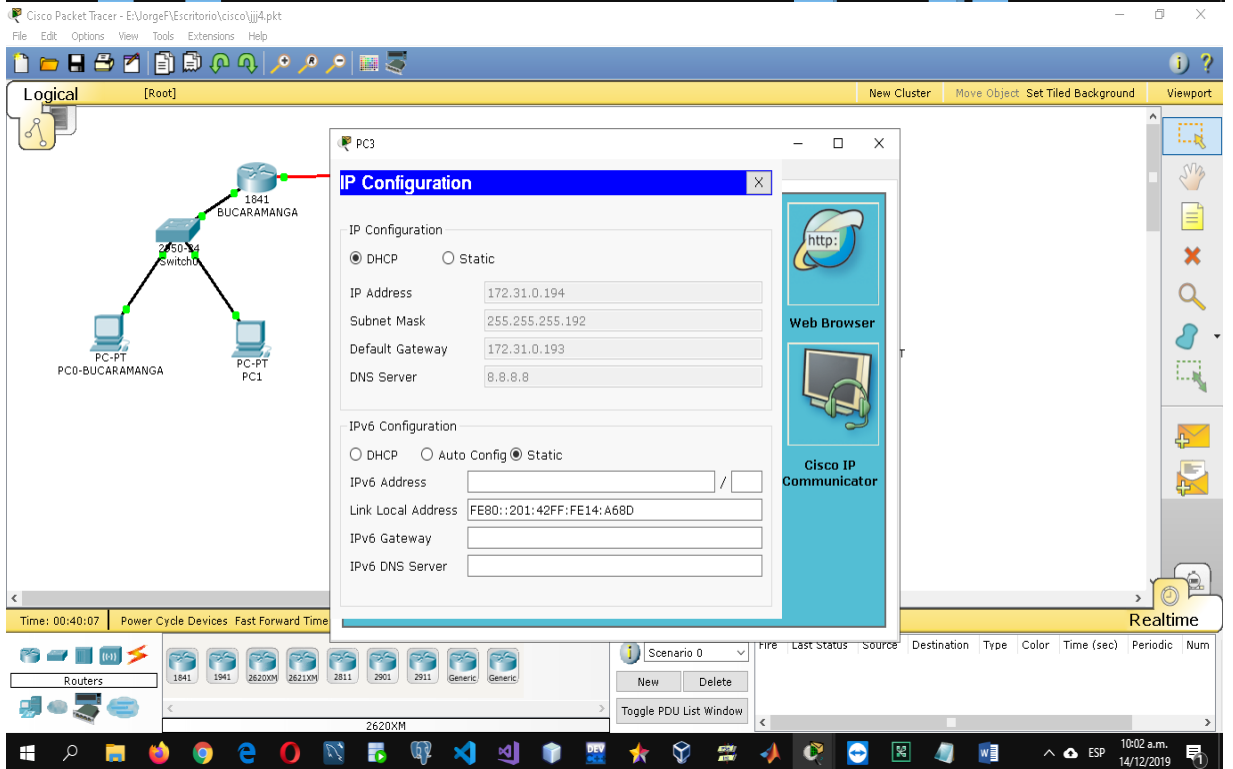 Cisco Packet Tracer - E:\JorgeF\Escritorio\cisco\jjj4.pkt
File Edit Options View Tools Extensions Help
Logical [Root] New Cluster Move Object Set Tiled Background Viewport
PC3
IP Configuration X
1841
BUCARAMANGA
IP Configuration
2950-24
Switch0
DHCP Static
http:
IP Address 172.31.0.194
Subnet Mask 255.255.255.192
Web Browser
Default Gateway 172.31.0.193
DNS Server 8.8.8.8
PC-PT
PC0-BUCARAMANGA
PC-PT
PC1
T
IPv6 Configuration
DHCP Auto Config Static
Cisco IP
Communicator
IPv6 Address /
Link Local Address FE80::201:42FF:FE14:A68D
IPv6 Gateway
IPv6 DNS Server
Time: 00:40:07 Power Cycle Devices Fast Forward Time
Realtime
Routers
1841 1941 2620XM 2621XM 2811 2901 2911 Generic Generic
2620XM
Scenario 0
New Delete
Toggle PDU List Window
Fire Last Status Source Destination Type Color Time (sec) Periodic Num
DEV
ESP
10:02 a.m.
14/12/2019
1